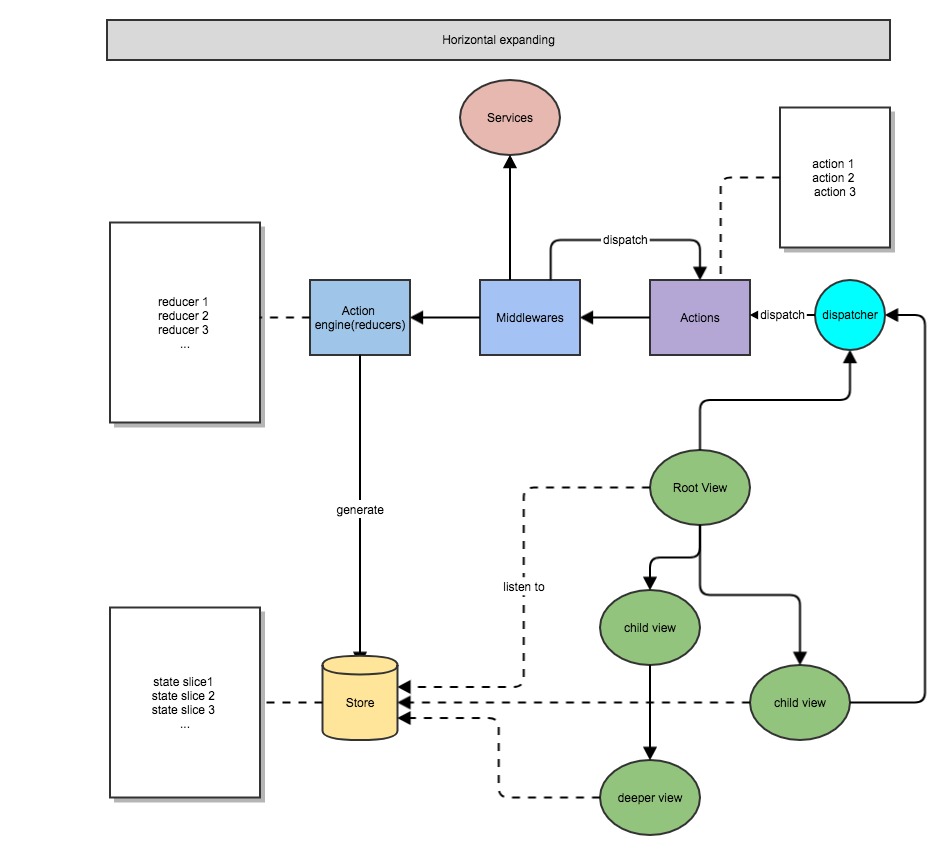 Horizontal expanding
Services
action 1
action 2
action 3
dispatch
reducer 1
reducer 2
reducer 3
...
Action
engine(reducers)
Middlewares
Actions
dispatch
dispatcher
Root View
generate
listen to
child view
state slice1
state slice 2
state slice 3
...
Store
child view
deeper view